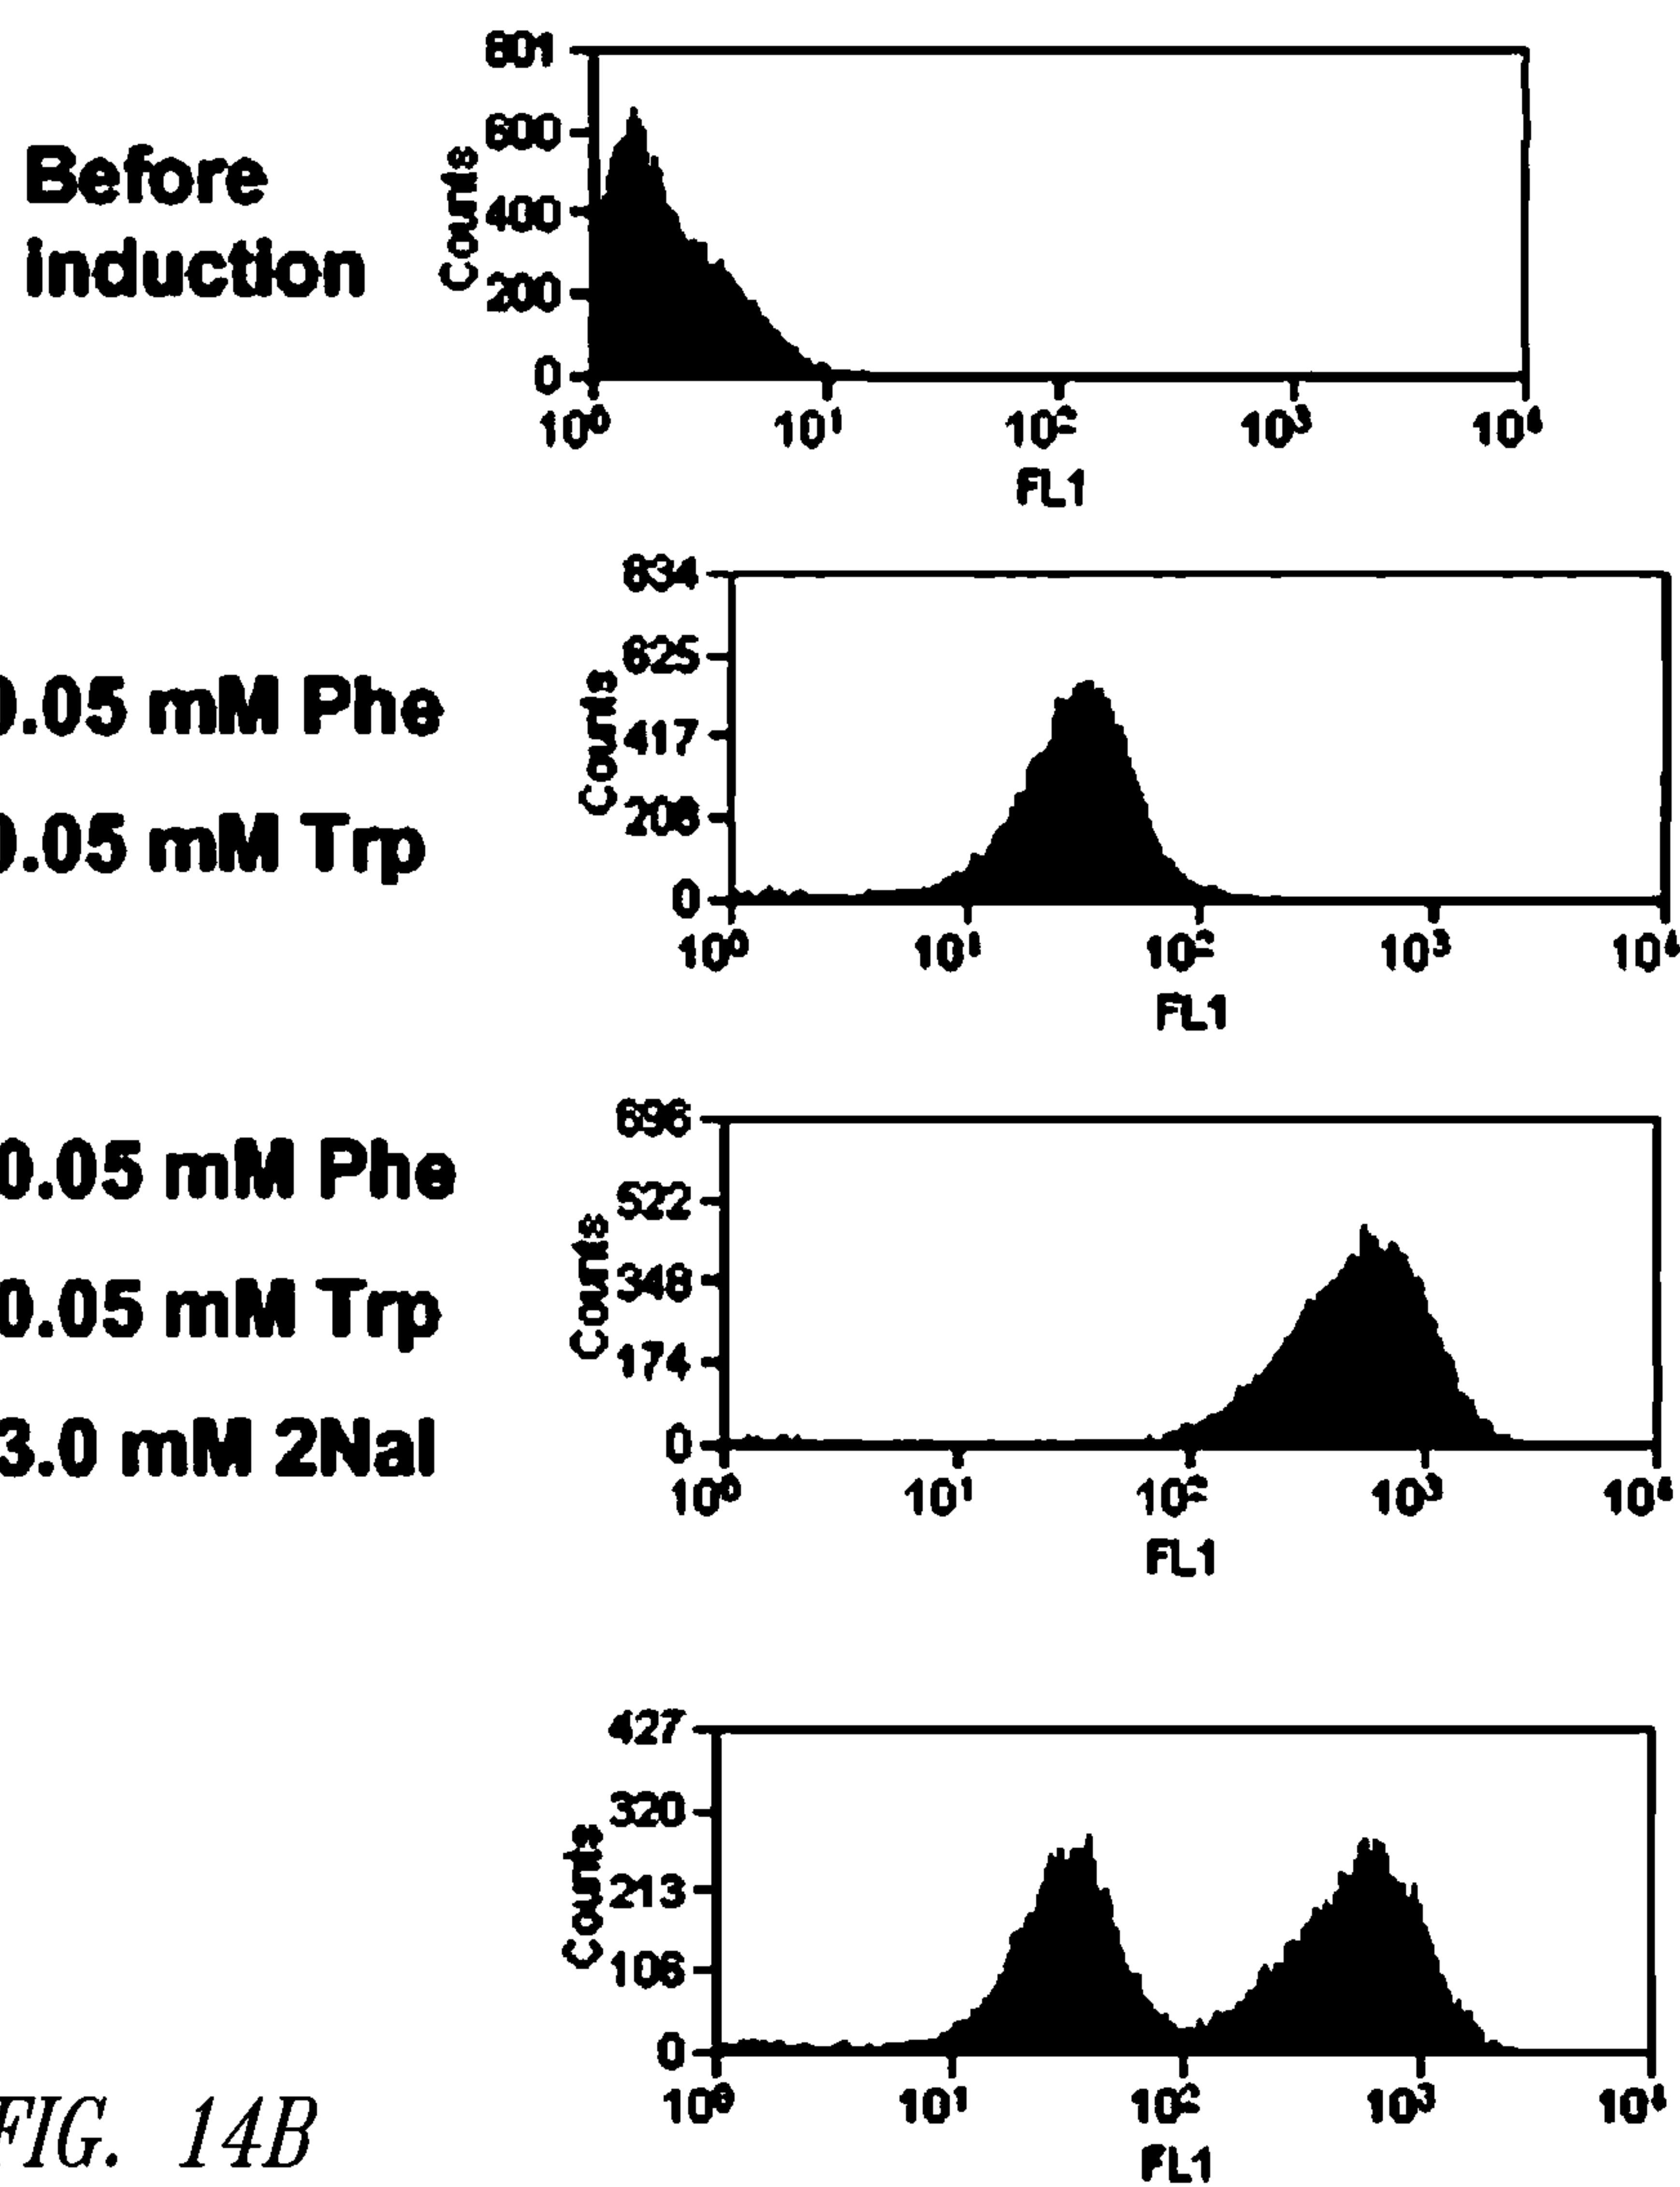 801
600
400
200
0
Counts
Before
induction
10⁰ 10¹ 10² 10³ 10⁴
FL1
834
625
417
208
0
Counts
0.05 mM Phe
0.05 mM Trp
10⁰ 10¹ 10² 10³ 10⁴
FL1
696
522
348
174
0
Counts
0.05 mM Phe
0.05 mM Trp
3.0 mM 2Nal
10⁰ 10¹ 10² 10³ 10⁴
FL1
427
320
213
106
0
Counts
10⁰ 10¹ 10² 10³ 10⁴
FL1
FIG. 14B